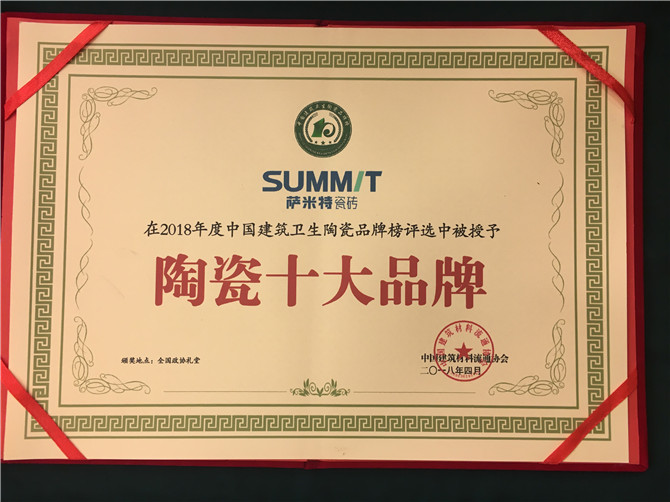 SUMMIT
萨米特瓷砖
在2018年度中国建筑卫生陶瓷品牌榜评选中被授予
陶瓷十大品牌
颁奖地点：全国政协礼堂
中国建筑材料流通协会
二〇一八年四月